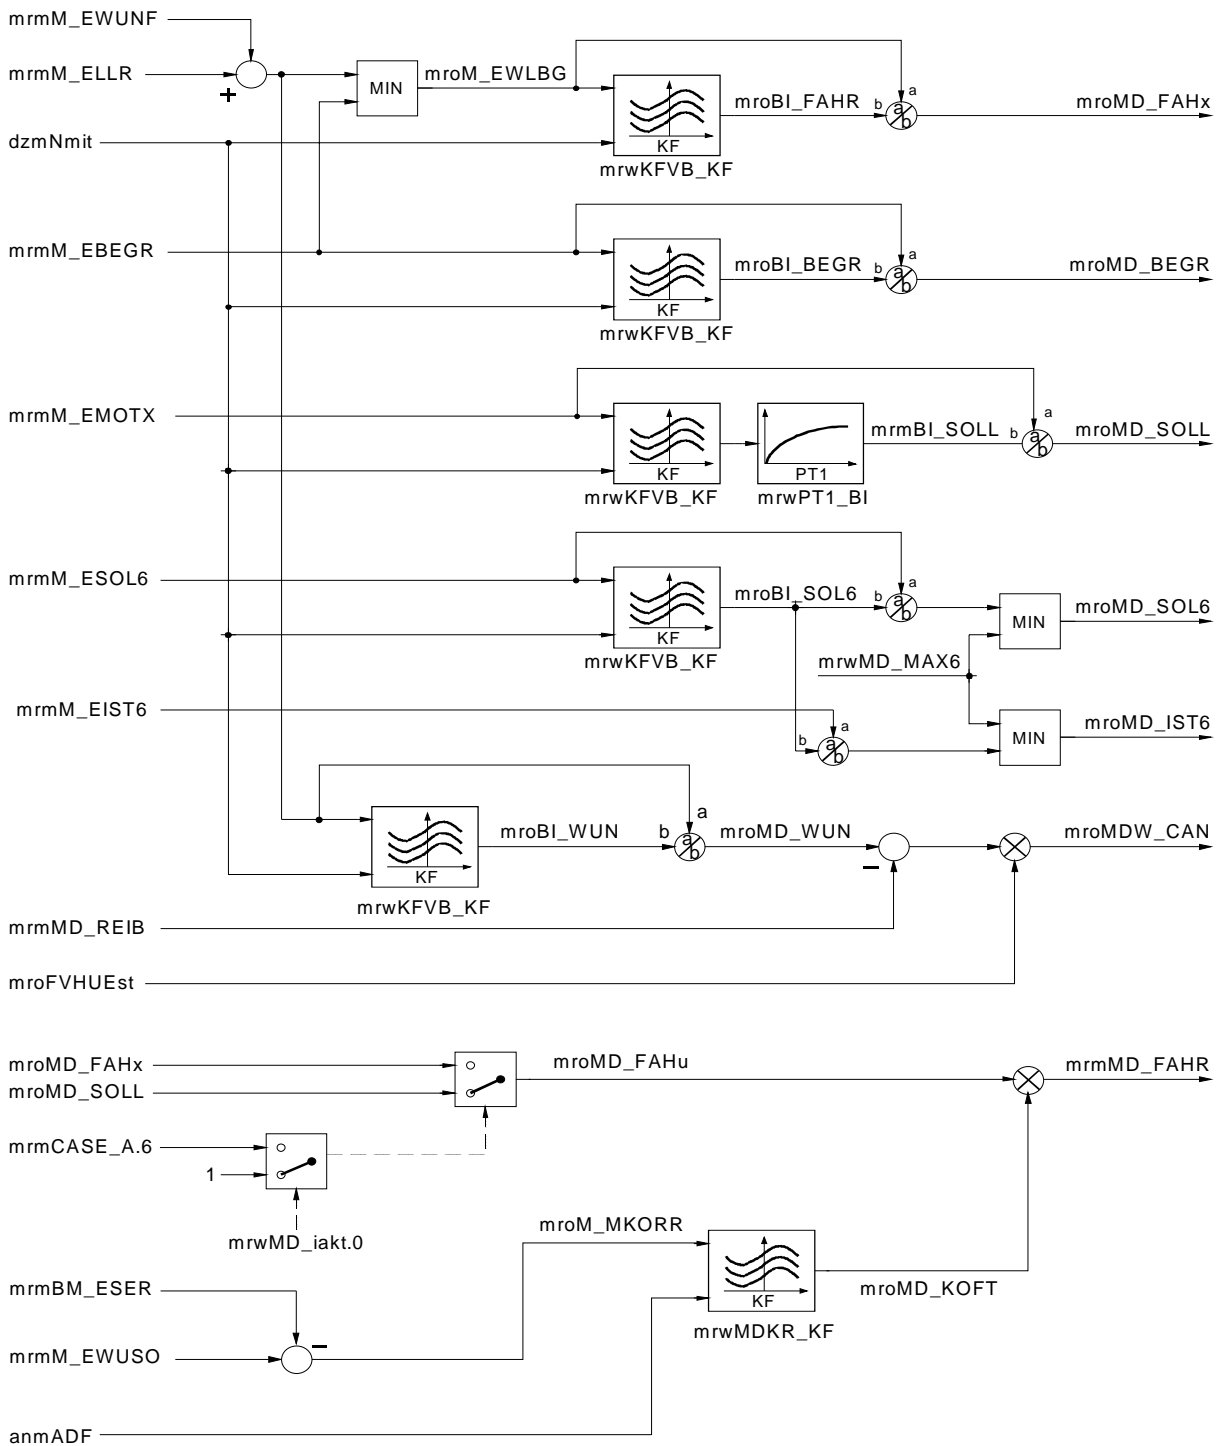 mrmM_EWUNF
mrmM_ELLR
+
MIN
mroM_EWLBG
KF
mrwKFVB_KF
mroBI_FAHR
b
a
a/b
mroMD_FAHx
dzmNmit
mrmM_EBEGR
KF
mrwKFVB_KF
mroBI_BEGR
b
a
a/b
mroMD_BEGR
mrmM_EMOTX
KF
mrwKFVB_KF
PT1
mrwPT1_BI
mrmBI_SOLL
b
a
a/b
mroMD_SOLL
mrmM_ESOL6
KF
mrwKFVB_KF
mroBI_SOL6
b
a
a/b
MIN
mroMD_SOL6
mrwMD_MAX6
mrmM_EIST6
b
a
a/b
MIN
mroMD_IST6
KF
mrwKFVB_KF
mroBI_WUN
b
a
a/b
mroMD_WUN
–
mroMDW_CAN
mrmMD_REIB
mroFVHUEst
mroMD_FAHx
mroMD_SOLL
mroMD_FAHu
mrmMD_FAHR
mrmCASE_A.6
1
mrwMD_iakt.0
mroM_MKORR
KF
mrwMDKR_KF
mroMD_KOFT
mrmBM_ESER
–
mrmM_EWUSO
anmADF